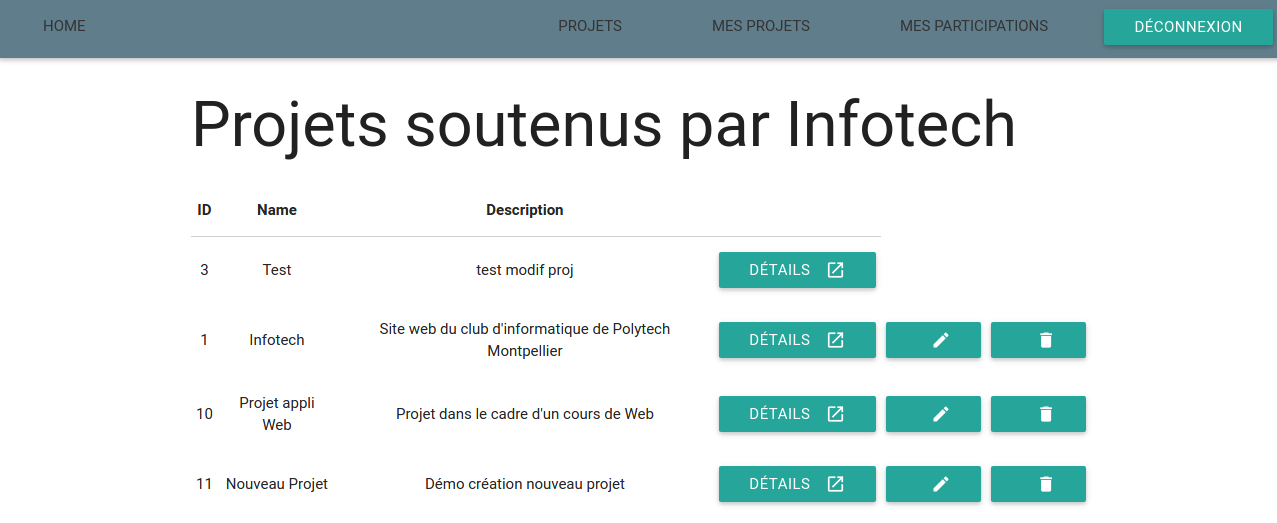 HOME PROJETS MES PROJETS MES PARTICIPATIONS DÉCONNEXION
Projets soutenus par Infotech
ID Name Description
3 Test test modif proj DÉTAILS
1 Infotech Site web du club d'informatique de Polytech Montpellier DÉTAILS
10 Projet appli Web Projet dans le cadre d'un cours de Web DÉTAILS
11 Nouveau Projet Démo création nouveau projet DÉTAILS